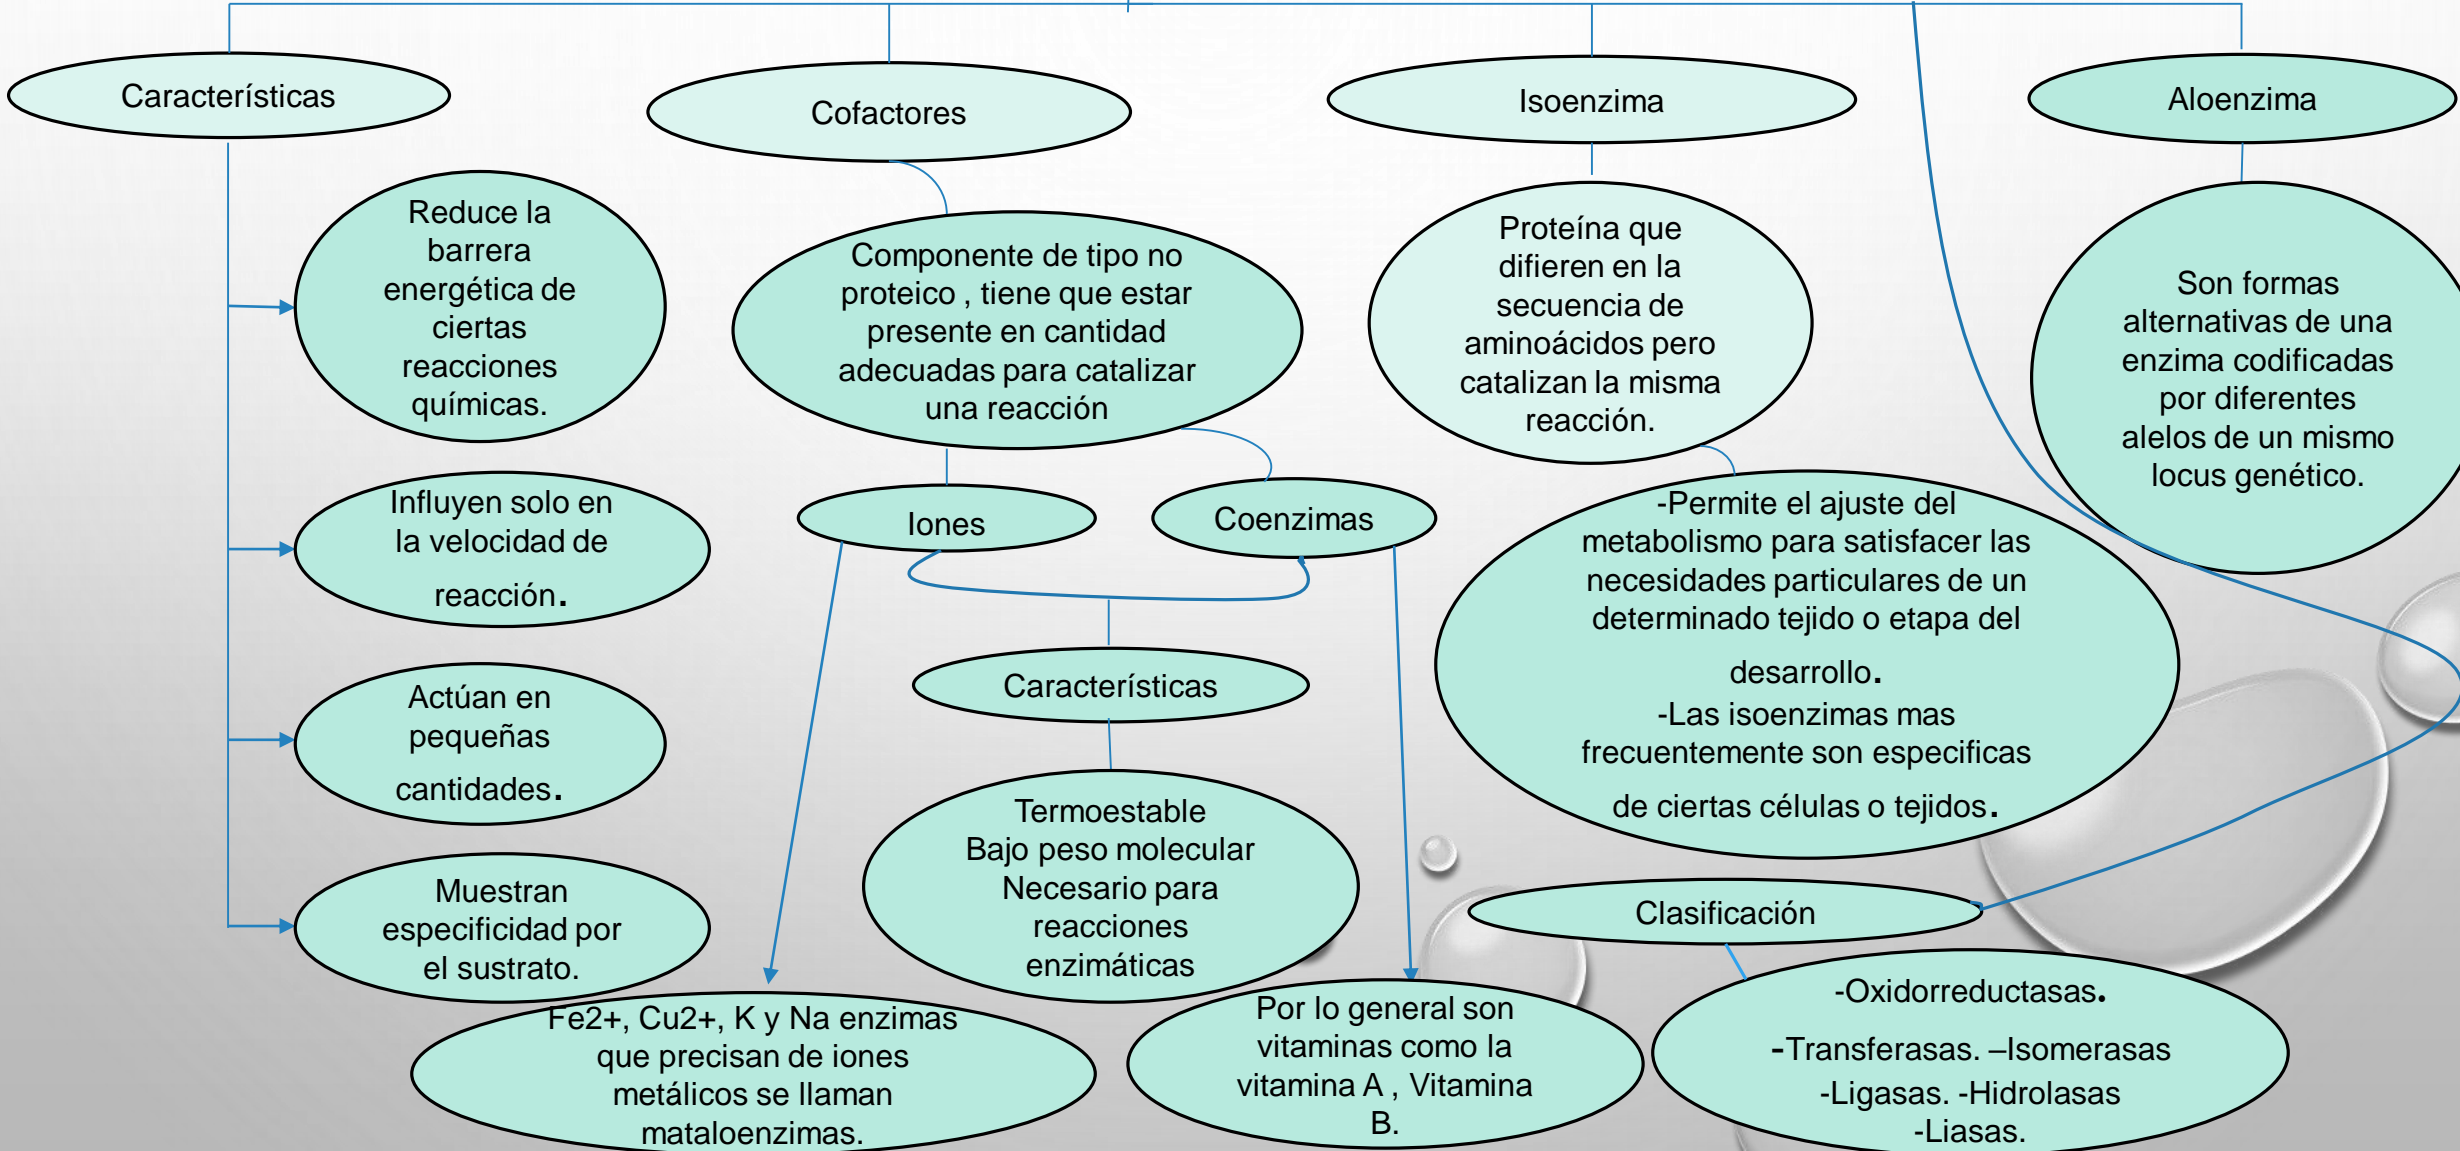 Características
Cofactores
Isoenzima
Aloenzima
Reduce la
barrera
energética de
ciertas
reacciones
químicas.
Influyen solo en
la velocidad de
reacción.
Actúan en
pequeñas
cantidades.
Muestran
especificidad por
el sustrato.
Componente de tipo no
proteico , tiene que estar
presente en cantidad
adecuadas para catalizar
una reacción
Iones
Coenzimas
Características
Termoestable
Bajo peso molecular
Necesario para
reacciones
enzimáticas
Fe2+, Cu2+, K y Na enzimas
que precisan de iones
metálicos se llaman
mataloenzimas.
Por lo general son
vitaminas como la
vitamina A , Vitamina
B.
Proteína que
difieren en la
secuencia de
aminoácidos pero
catalizan la misma
reacción.
-Permite el ajuste del
metabolismo para satisfacer las
necesidades particulares de un
determinado tejido o etapa del
desarrollo.
-Las isoenzimas mas
frecuentemente son especificas
de ciertas células o tejidos.
Son formas
alternativas de una
enzima codificadas
por diferentes
alelos de un mismo
locus genético.
Clasificación
-Oxidorreductasas.
-Transferasas. –Isomerasas
-Ligasas. -Hidrolasas
-Liasas.